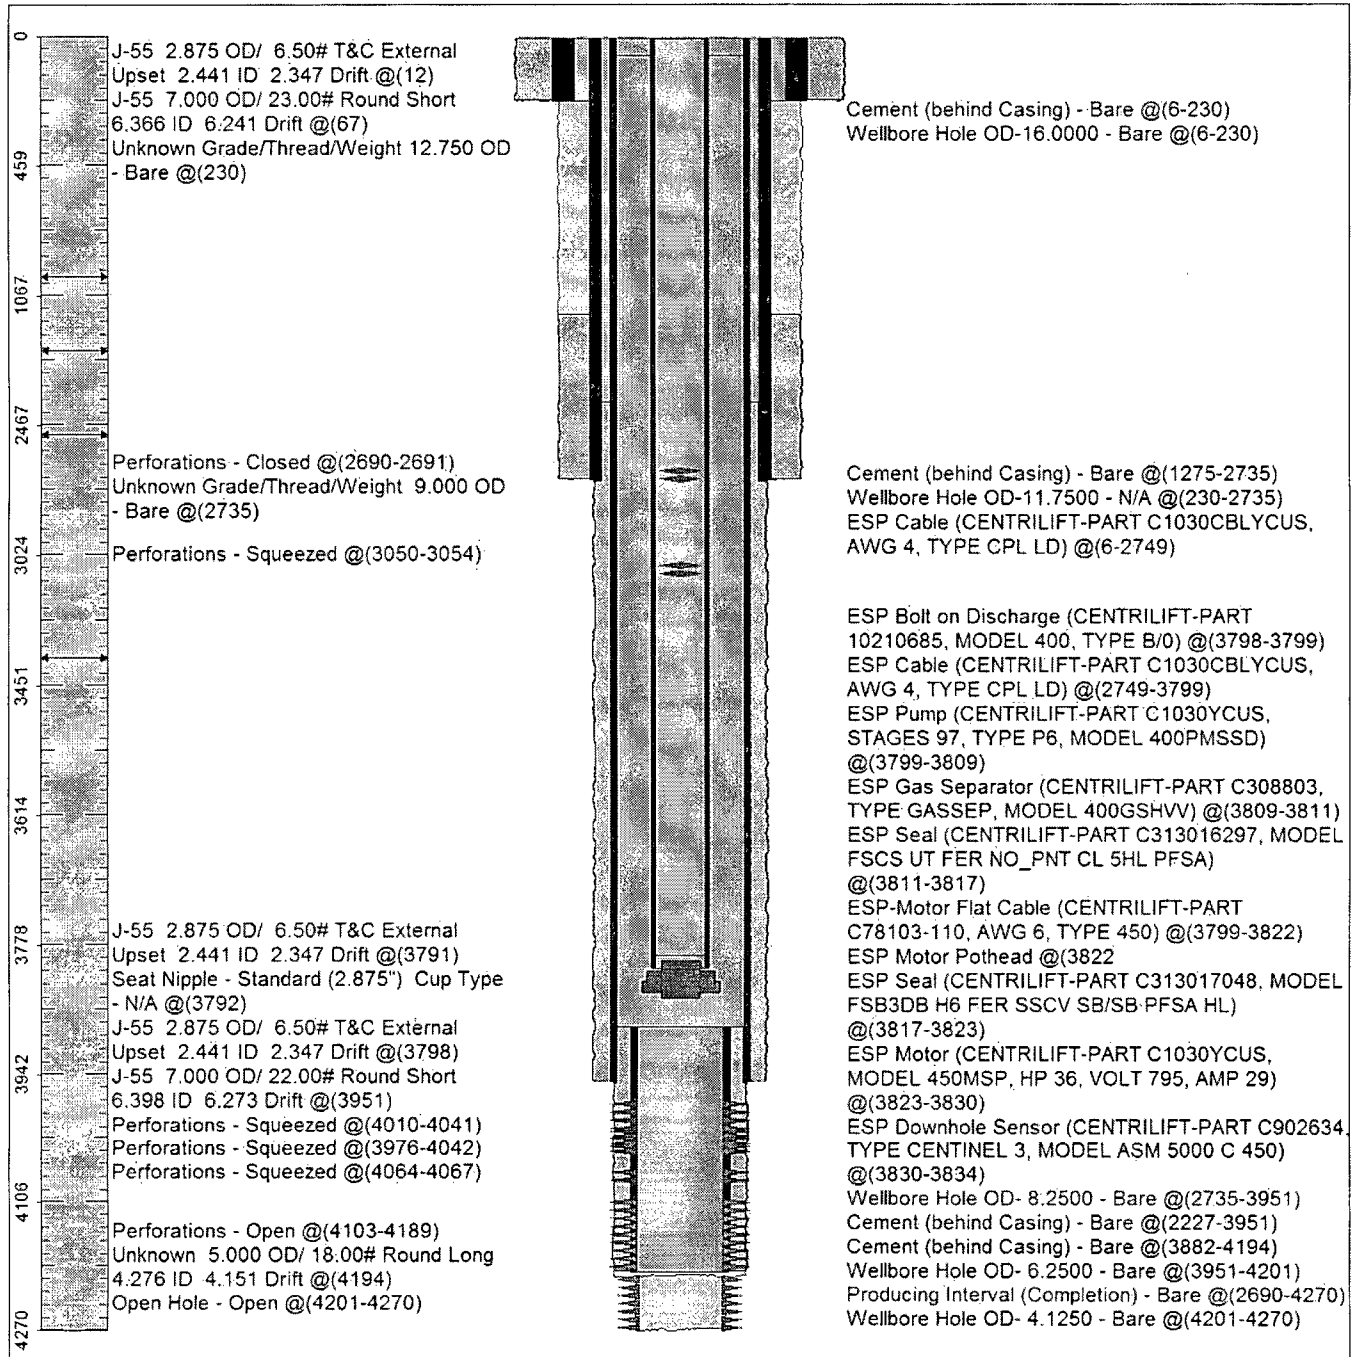 0
459
1067
2467
3024
3451
3614
3778
3942
4106
4270
J-55 2.875 OD/ 6.50# T&C External
Upset 2.441 ID 2.347 Drift @(12)
J-55 7.000 OD/ 23.00# Round Short
6.366 ID 6.241 Drift @(67)
Unknown Grade/Thread/Weight 12.750 OD
- Bare @(230)
Perforations - Closed @(2690-2691)
Unknown Grade/Thread/Weight 9.000 OD
- Bare @(2735)
Perforations - Squeezed @(3050-3054)
J-55 2.875 OD/ 6.50# T&C External
Upset 2.441 ID 2.347 Drift @(3791)
Seat Nipple - Standard (2.875") Cup Type
- N/A @(3792)
J-55 2.875 OD/ 6.50# T&C External
Upset 2.441 ID 2.347 Drift @(3798)
J-55 7.000 OD/ 22.00# Round Short
6.398 ID 6.273 Drift @(3951)
Perforations - Squeezed @(4010-4041)
Perforations - Squeezed @(3976-4042)
Perforations - Squeezed @(4064-4067)
Perforations - Open @(4103-4189)
Unknown 5.000 OD/ 18.00# Round Long
4.276 ID 4.151 Drift @(4194)
Open Hole - Open @(4201-4270)
Cement (behind Casing) - Bare @(6-230)
Wellbore Hole OD-16.0000 - Bare @(6-230)
Cement (behind Casing) - Bare @(1275-2735)
Wellbore Hole OD-11.7500 - N/A @(230-2735)
ESP Cable (CENTRILIFT-PART C1030CBLYCUS,
AWG 4, TYPE CPL LD) @(6-2749)
ESP Bolt on Discharge (CENTRILIFT-PART
10210685, MODEL 400, TYPE B/0) @(3798-3799)
ESP Cable (CENTRILIFT-PART C1030CBLYCUS,
AWG 4, TYPE CPL LD) @(2749-3799)
ESP Pump (CENTRILIFT-PART C1030YCUS,
STAGES 97, TYPE P6, MODEL 400PMSSD)
@(3799-3809)
ESP Gas Separator (CENTRILIFT-PART C308803,
TYPE GASSEP, MODEL 400GSHVV) @(3809-3811)
ESP Seal (CENTRILIFT-PART C313016297, MODEL
FSCS UT FER NO_PNT CL 5HL PFSA)
@(3811-3817)
ESP-Motor Flat Cable (CENTRILIFT-PART
C78103-110, AWG 6, TYPE 450) @(3799-3822)
ESP Motor Pothead @(3822
ESP Seal (CENTRILIFT-PART C313017048, MODEL
FSB3DB H6 FER SSCV SB/SB PFSA HL)
@(3817-3823)
ESP Motor (CENTRILIFT-PART C1030YCUS,
MODEL 450MSP, HP 36, VOLT 795, AMP 29)
@(3823-3830)
ESP Downhole Sensor (CENTRILIFT-PART C902634,
TYPE CENTINEL 3, MODEL ASM 5000 C 450)
@(3830-3834)
Wellbore Hole OD- 8.2500 - Bare @(2735-3951)
Cement (behind Casing) - Bare @(2227-3951)
Cement (behind Casing) - Bare @(3882-4194)
Wellbore Hole OD- 6.2500 - Bare @(3951-4201)
Producing Interval (Completion) - Bare @(2690-4270)
Wellbore Hole OD- 4.1250 - Bare @(4201-4270)